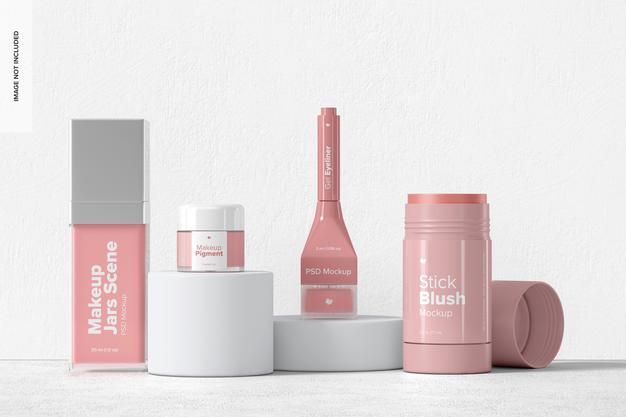 IMAGE NOT INCLUDED
Makeup
Jars Scene
PSD Mockup
Makeup
Pigment
Gel Eyeliner
PSD Mockup
Stick
Blush
Mockup